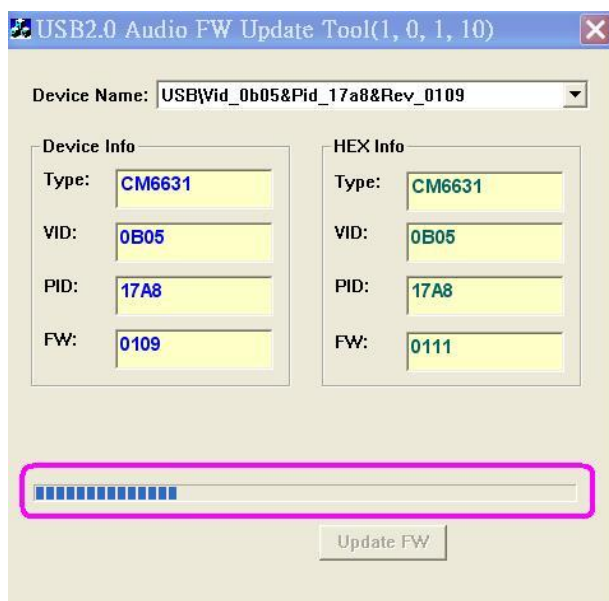 USB2.0 Audio FW Update Tool(1, 0, 1, 10)
Device Name: USB\Vid_0b05&Pid_17a8&Rev_0109
Device Info
Type: CM6631
VID: 0B05
PID: 17A8
FW: 0109
HEX Info
Type: CM6631
VID: 0B05
PID: 17A8
FW: 0111
Update FW